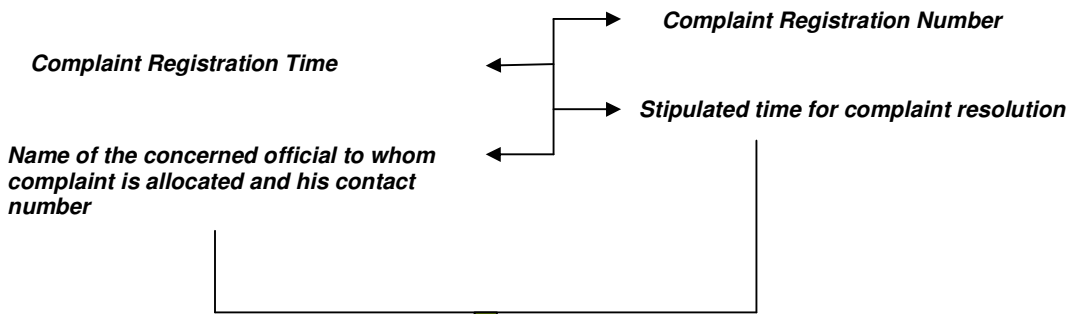 Complaint Registration Number
Complaint Registration Time
Stipulated time for complaint resolution
Name of the concerned official to whom
complaint is allocated and his contact
number